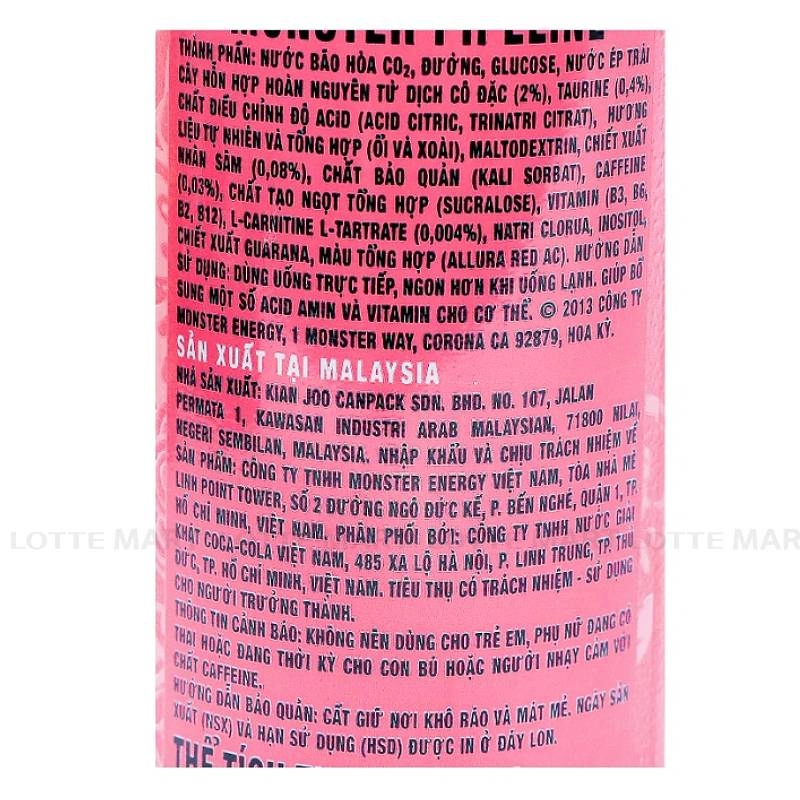 MONSTER PIPELINE
THÀNH PHẦN: NƯỚC BÃO HÒA CO₂, ĐƯỜNG, GLUCOSE, NƯỚC ÉP TRÁI
CÂY HỖN HỢP HOÀN NGUYÊN TỪ DỊCH CÔ ĐẶC (2%), TAURINE (0,4%),
CHẤT ĐIỀU CHỈNH ĐỘ ACID (ACID CITRIC, TRINATRI CITRAT), HƯƠNG
LIỆU TỰ NHIÊN VÀ TỔNG HỢP (ỔI VÀ XOÀI), MALTODEXTRIN, CHIẾT XUẤT
NHÂN SÂM (0,08%), CHẤT BẢO QUẢN (KALI SORBAT), CAFFEINE
(0,03%), CHẤT TẠO NGỌT TỔNG HỢP (SUCRALOSE), VITAMIN (B3, B6,
B2, B12), L-CARNITINE L-TARTRATE (0,004%), NATRI CLORUA, INOSITOL,
CHIẾT XUẤT GUARANA, MÀU TỔNG HỢP (ALLURA RED AC). HƯỚNG DẪN
SỬ DỤNG: DÙNG UỐNG TRỰC TIẾP, NGON HƠN KHI UỐNG LẠNH. GIÚP BỔ
SUNG MỘT SỐ ACID AMIN VÀ VITAMIN CHO CƠ THỂ. © 2013 CÔNG TY
MONSTER ENERGY, 1 MONSTER WAY, CORONA CA 92879, HOA KỲ.
SẢN XUẤT TẠI MALAYSIA
NHÀ SẢN XUẤT: KIAN JOO CANPACK SDN. BHD. NO. 107, JALAN
PERMATA 1, KAWASAN INDUSTRI ARAB MALAYSIAN, 71800 NILAI,
NEGERI SEMBILAN, MALAYSIA. NHẬP KHẨU VÀ CHỊU TRÁCH NHIỆM VỀ
SẢN PHẨM: CÔNG TY TNHH MONSTER ENERGY VIỆT NAM, TÒA NHÀ MÊ
LINH POINT TOWER, SỐ 2 ĐƯỜNG NGÔ ĐỨC KẾ, P. BẾN NGHÉ, QUẬN 1, TP.
HỒ CHÍ MINH, VIỆT NAM. PHÂN PHỐI BỞI: CÔNG TY TNHH NƯỚC GIẢI
KHÁT COCA-COLA VIỆT NAM, 485 XA LỘ HÀ NỘI, P. LINH TRUNG, TP. THỦ
ĐỨC, TP. HỒ CHÍ MINH, VIỆT NAM. TIÊU THỤ CÓ TRÁCH NHIỆM - SỬ DỤNG
CHO NGƯỜI TRƯỞNG THÀNH.
THÔNG TIN CẢNH BÁO: KHÔNG NÊN DÙNG CHO TRẺ EM, PHỤ NỮ ĐANG CÓ
THAI HOẶC ĐANG THỜI KỲ CHO CON BÚ HOẶC NGƯỜI NHẠY CẢM VỚI
CHẤT CAFFEINE.
HƯỚNG DẪN BẢO QUẢN: CẤT GIỮ NƠI KHÔ RÁO VÀ MÁT MẺ. NGÀY SẢN
XUẤT (NSX) VÀ HẠN SỬ DỤNG (HSD) ĐƯỢC IN Ở ĐÁY LON.
THỂ TÍCH
LOTTE MAR
LOTTE MAR